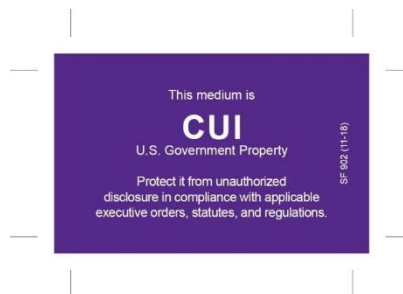 This medium is
CUI
U.S. Government Property
Protect it from unauthorized
disclosure in compliance with applicable
executive orders, statutes, and regulations.
SF 902 (11-18)